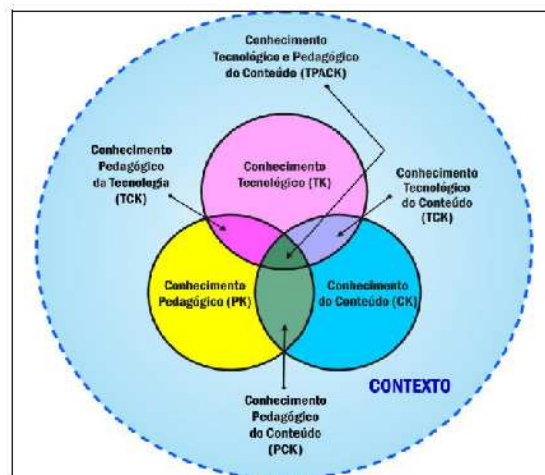 Conhecimento
Tecnológico e Pedagógico
do Conteúdo (TPACK)
Conhecimento
Pedagógico
da Tecnologia
(TCK)
Conhecimento
Tecnológico (TK)
Conhecimento
Tecnológico
do Conteúdo
(TCK)
Conhecimento
Pedagógico (PK)
Conhecimento
do Conteúdo (CK)
CONTEXTO
Conhecimento
Pedagógico
do Conteúdo
(PCK)